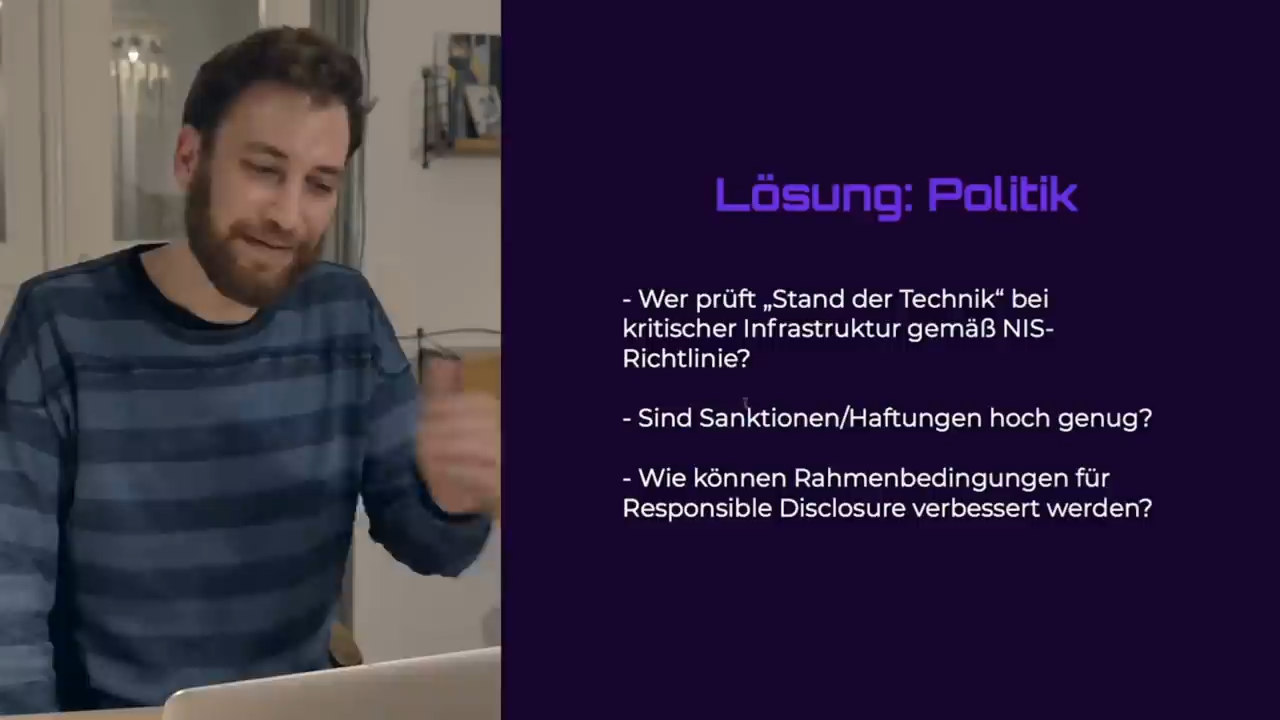 Lösung: Politik
- Wer prüft „Stand der Technik“ bei
kritischer Infrastruktur gemäß NIS-
Richtlinie?
- Sind Sanktionen/Haftungen hoch genug?
- Wie können Rahmenbedingungen für
Responsible Disclosure verbessert werden?